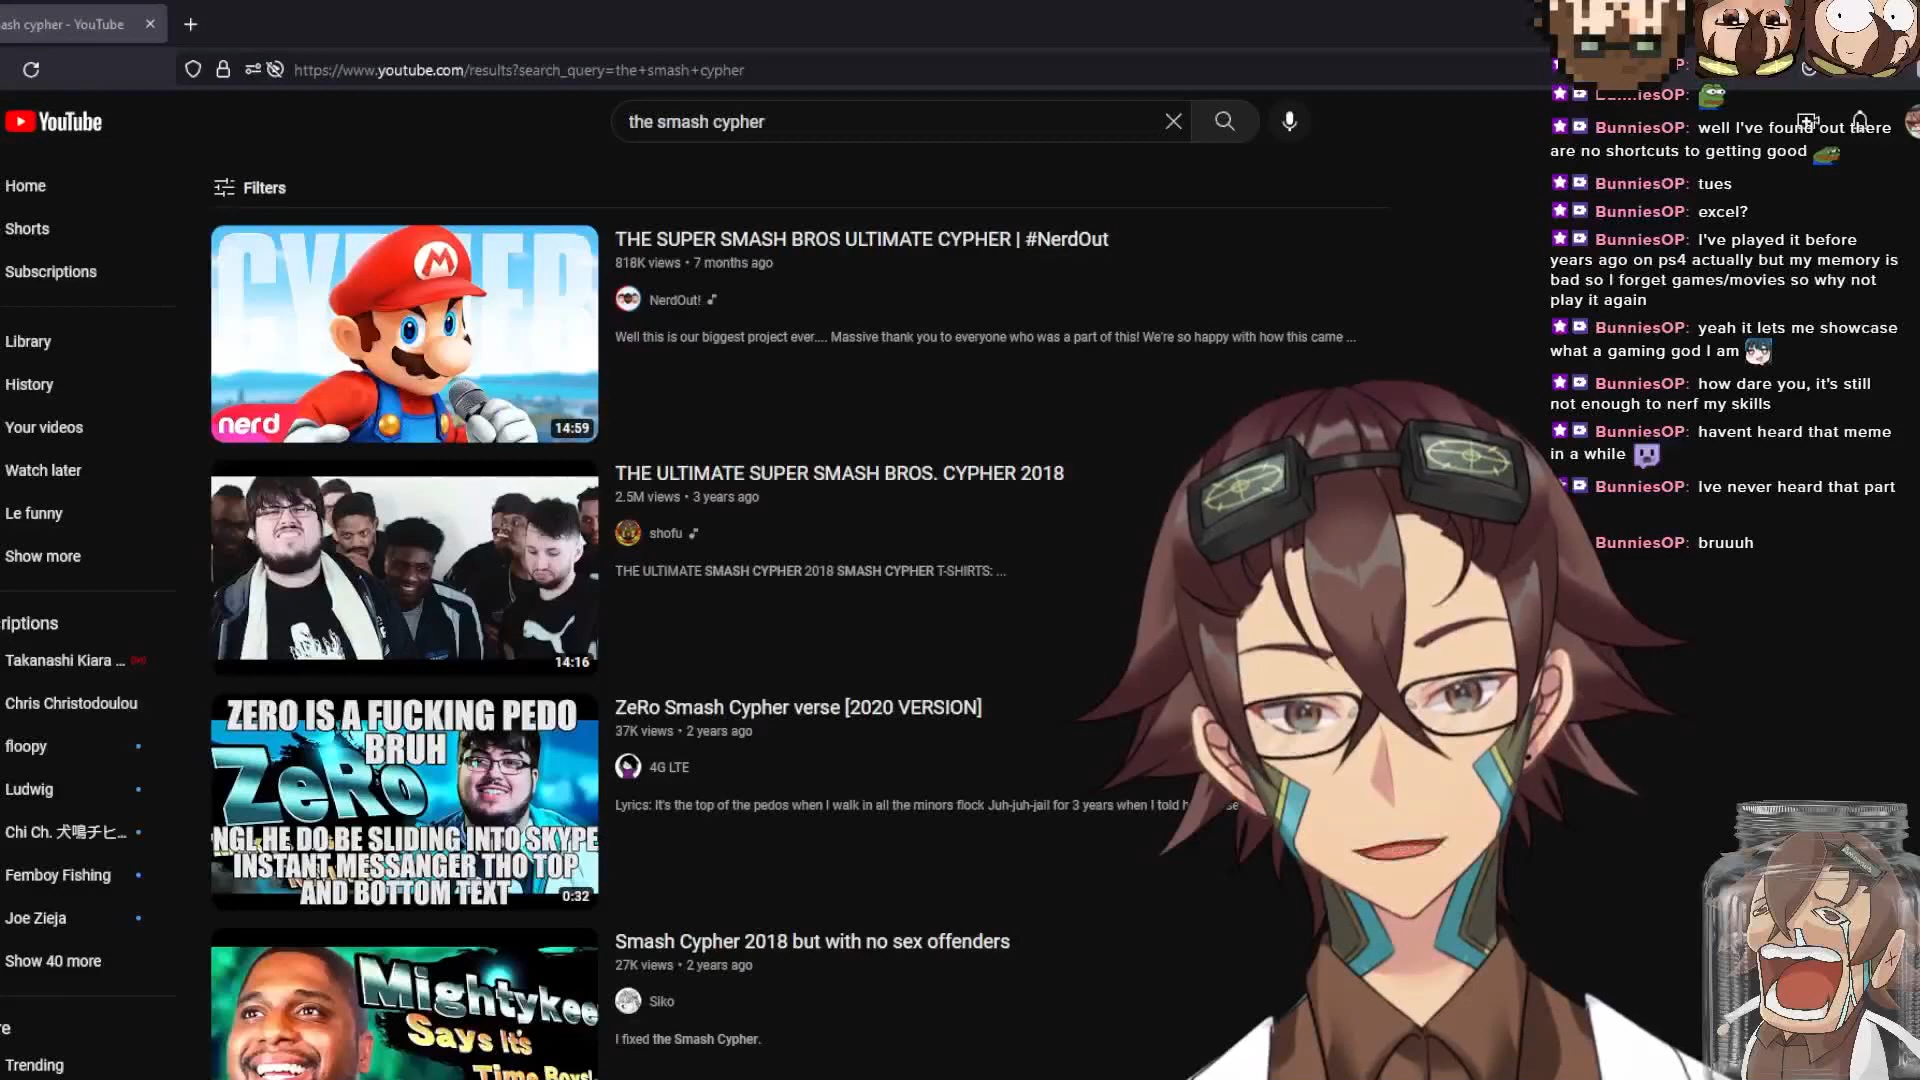 ash cypher - YouTube
https://www.youtube.com/results?search_query=the+smash+cypher
YouTube
the smash cypher
Home
Shorts
Subscriptions
Library
History
Your videos
Watch later
Le funny
Show more
riptions
Takanashi Kiara ...
Chris Christodoulou
floopy
Ludwig
Chi Ch. 犬鳴チヒ...
Femboy Fishing
Joe Zieja
Show 40 more
re
Trending
Filters
CYPHER
nerd
14:59
THE SUPER SMASH BROS ULTIMATE CYPHER | #NerdOut
818K views • 7 months ago
NerdOut!
Well this is our biggest project ever.... Massive thank you to everyone who was a part of this! We're so happy with how this came ...
14:16
THE ULTIMATE SUPER SMASH BROS. CYPHER 2018
2.5M views • 3 years ago
shofu
THE ULTIMATE SMASH CYPHER 2018 SMASH CYPHER T-SHIRTS: ...
ZERO IS A FUCKING PEDO
BRUH
ZeRo
NGL HE DO BE SLIDING INTO SKYPE
INSTANT MESSANGER THO TOP
AND BOTTOM TEXT
0:32
ZeRo Smash Cypher verse [2020 VERSION]
37K views • 2 years ago
4G LTE
Lyrics: It's the top of the pedos when I walk in all the minors flock Juh-juh-jail for 3 years when I told
Mightykee
Says It's
Time Boys!
Smash Cypher 2018 but with no sex offenders
27K views • 2 years ago
Siko
I fixed the Smash Cypher.
BunniesOP:
BunniesOP: well I've found out there
are no shortcuts to getting good
BunniesOP: tues
BunniesOP: excel?
BunniesOP: I've played it before
years ago on ps4 actually but my memory is
bad so I forget games/movies so why not
play it again
BunniesOP: yeah it lets me showcase
what a gaming god I am
BunniesOP: how dare you, it's still
not enough to nerf my skills
BunniesOP: havent heard that meme
in a while
BunniesOP: Ive never heard that part
BunniesOP: bruuuh